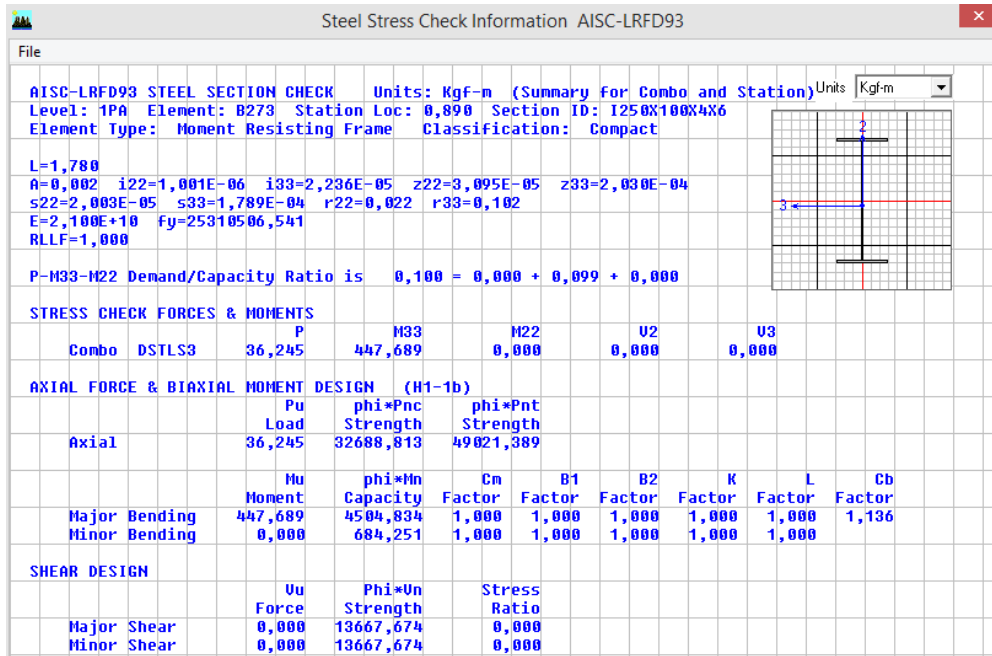 Steel Stress Check Information AISC-LRFD93
File
AISC-LRFD93 STEEL SECTION CHECK Units: Kgf-m (Summary for Combo and Station) Units Kgf-m
Level: 1PA Element: B273 Station Loc: 0,890 Section ID: I250X100X4X6
Element Type: Moment Resisting Frame Classification: Compact
L=1,780
A=0,002 i22=1,001E-06 i33=2,236E-05 z22=3,095E-05 z33=2,030E-04
s22=2,003E-05 s33=1,789E-04 r22=0,022 r33=0,102
E=2,100E+10 fy=25310506,541
RLLF=1,000
2
3
P-M33-M22 Demand/Capacity Ratio is 0,100 = 0,000 + 0,099 + 0,000
STRESS CHECK FORCES & MOMENTS
P M33 M22 V2 V3
Combo DSTLS3 36,245 447,689 0,000 0,000 0,000
AXIAL FORCE & BIAXIAL MOMENT DESIGN (H1-1b)
Pu phi*Pnc phi*Pnt
Load Strength Strength
Axial 36,245 32688,813 49021,389
Mu phi*Mn Cm B1 B2 K L Cb
Moment Capacity Factor Factor Factor Factor Factor Factor
Major Bending 447,689 4504,834 1,000 1,000 1,000 1,000 1,000 1,136
Minor Bending 0,000 684,251 1,000 1,000 1,000 1,000 1,000
SHEAR DESIGN
Vu Phi*Vn Stress
Force Strength Ratio
Major Shear 0,000 13667,674 0,000
Minor Shear 0,000 13667,674 0,000